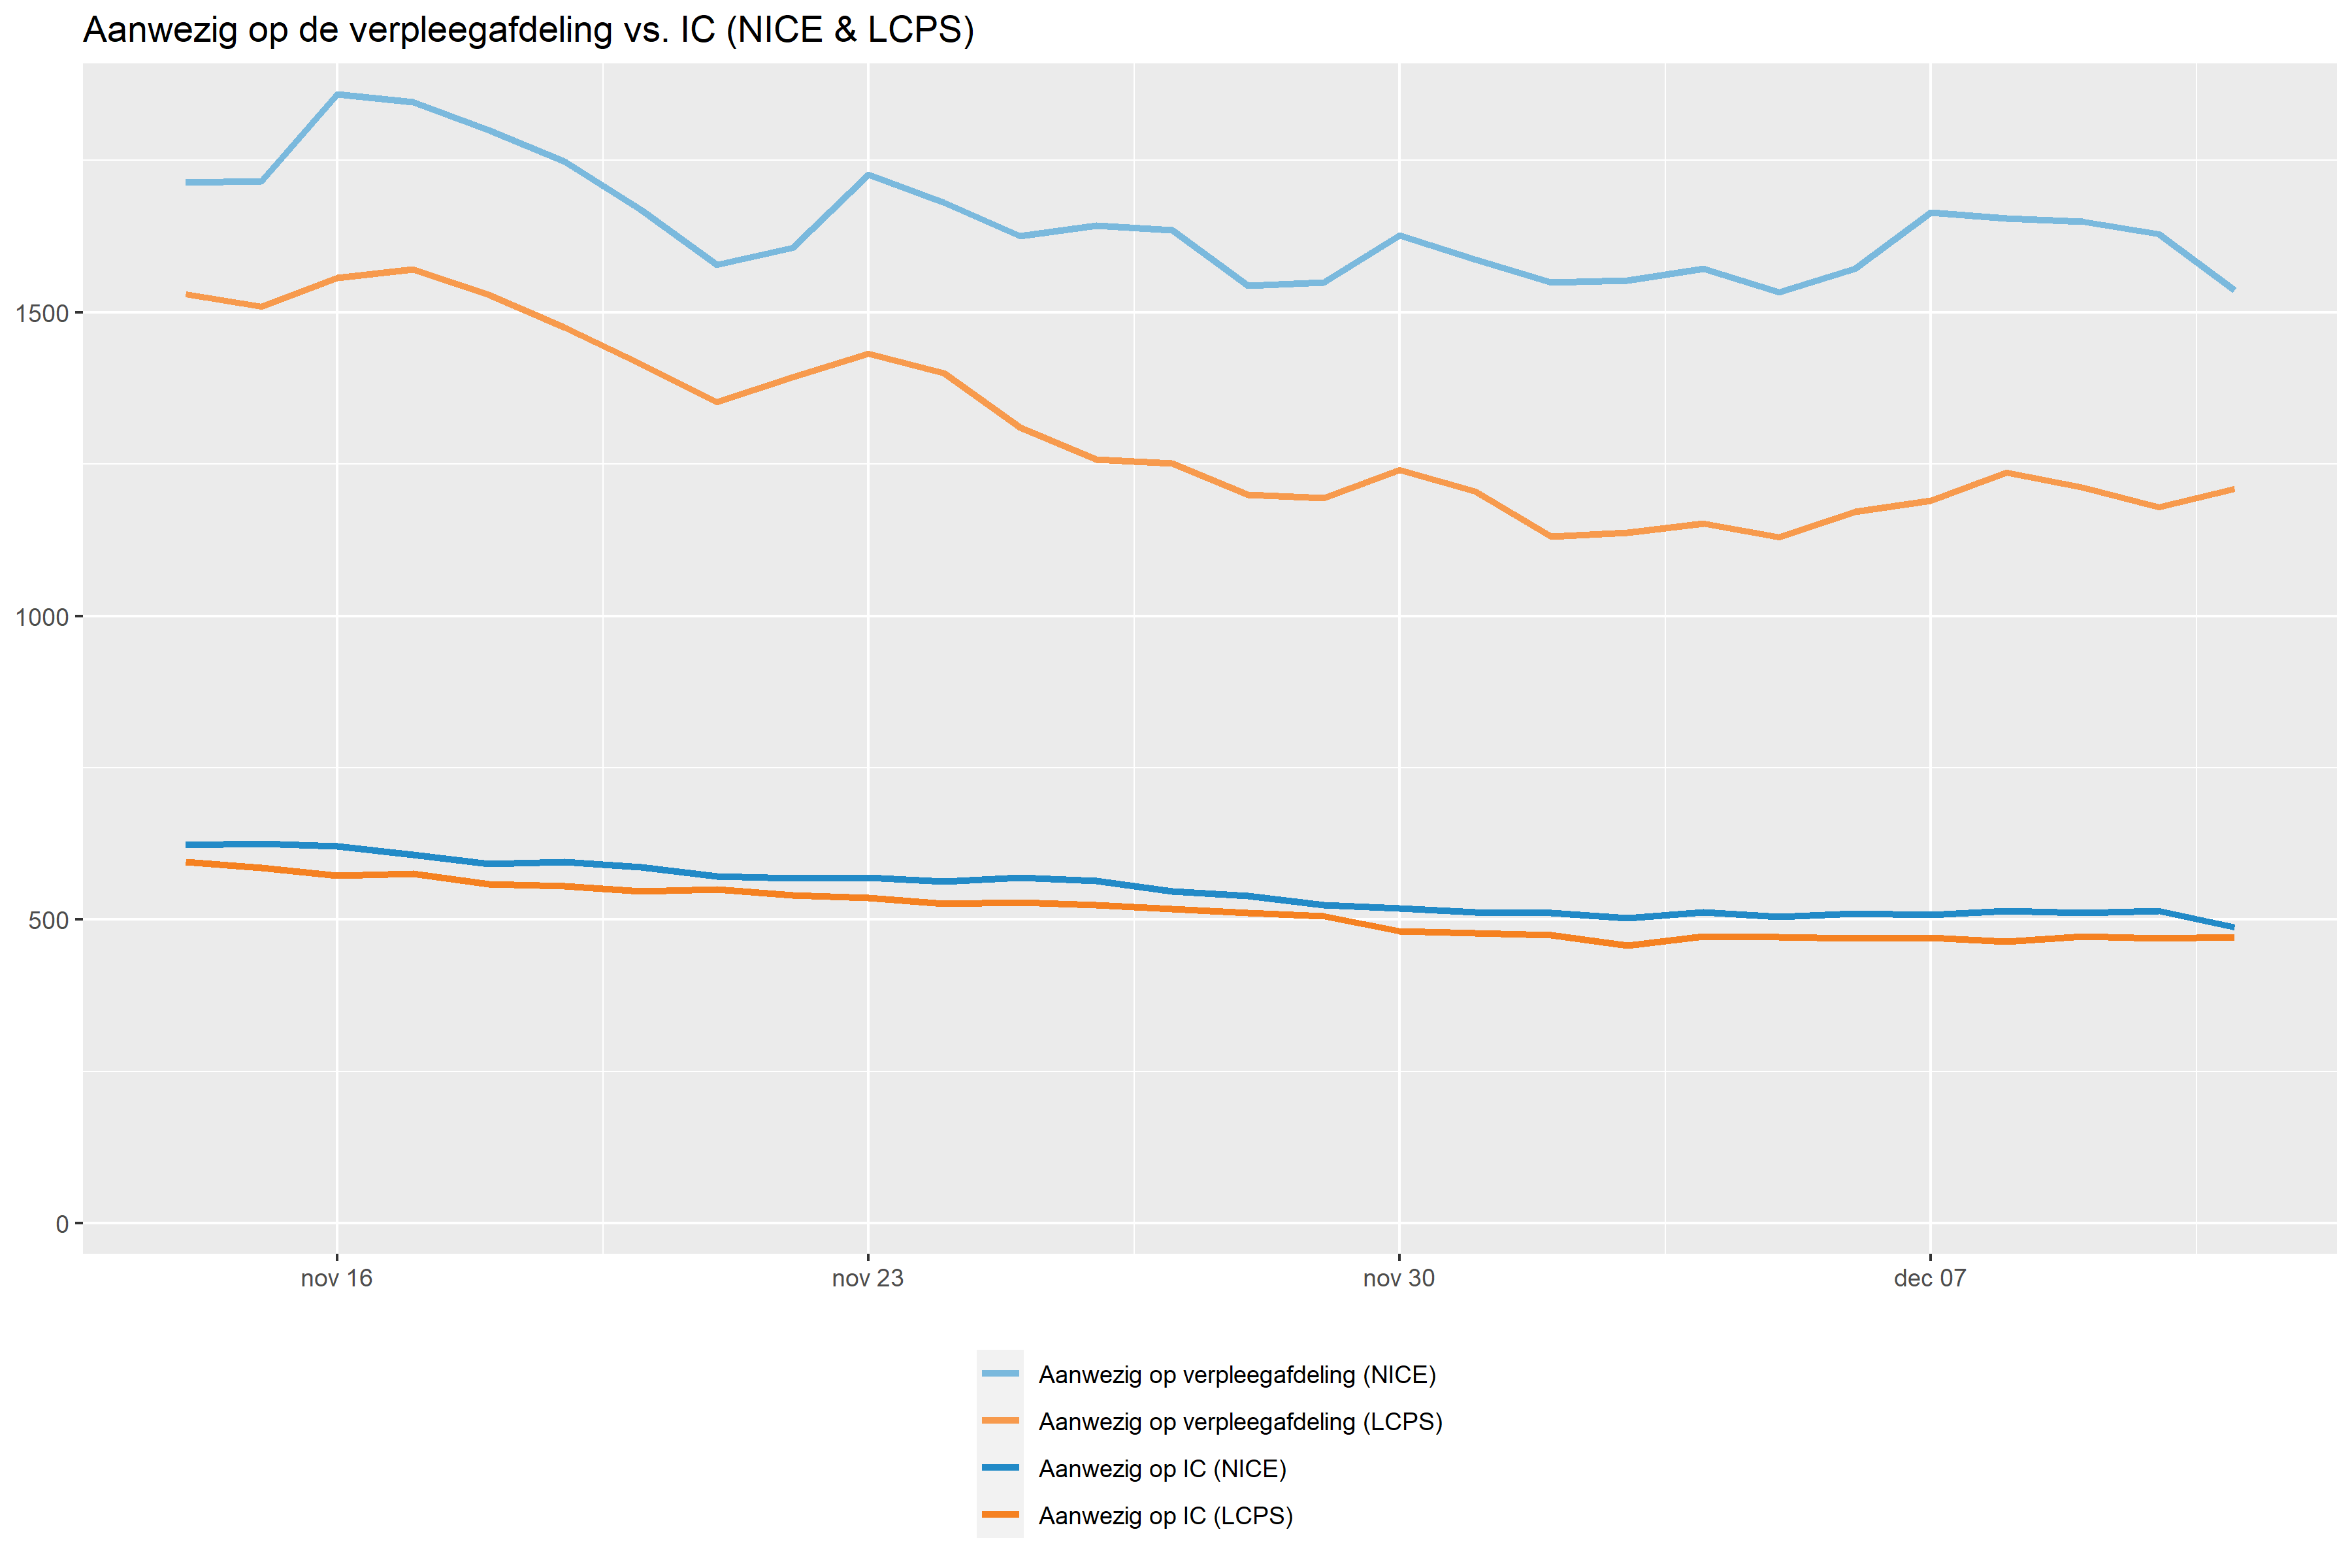 Aanwezig op de verpleegafdeling vs. IC (NICE & LCPS)
1500
1000
500
0
nov 16 nov 23 nov 30 dec 07
Aanwezig op verpleegafdeling (NICE)
Aanwezig op verpleegafdeling (LCPS)
Aanwezig op IC (NICE)
Aanwezig op IC (LCPS)